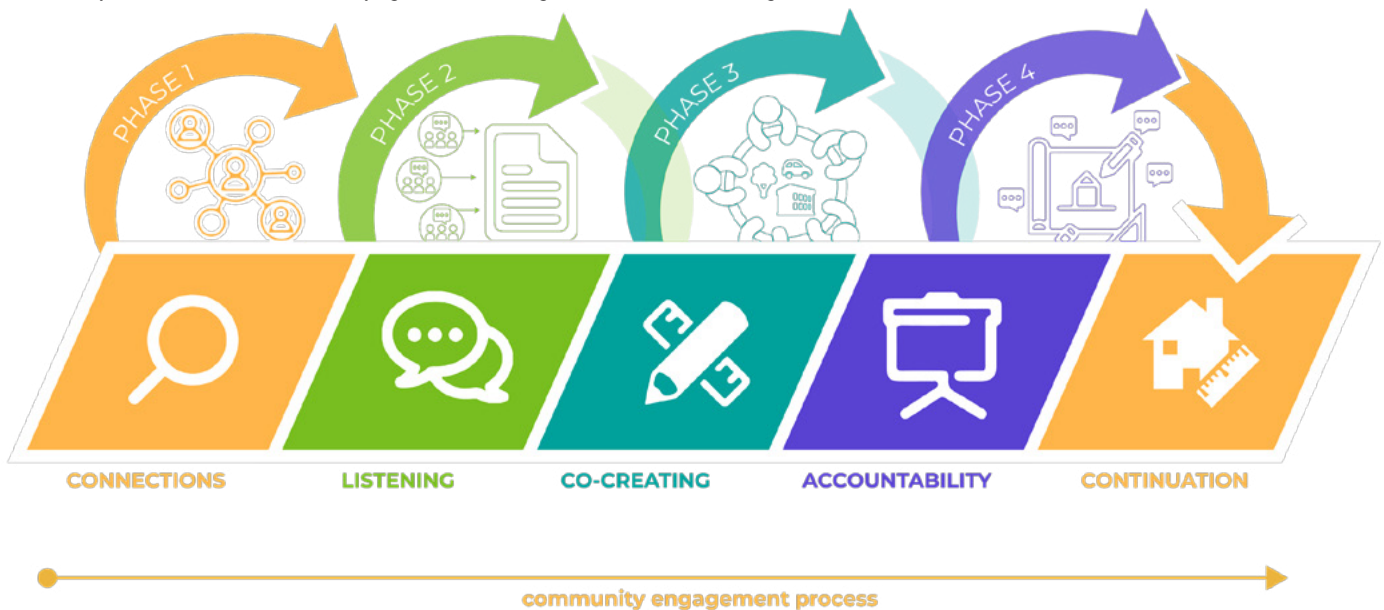 PHASE 1
PHASE 2
PHASE 3
PHASE 4
CONNECTIONS
LISTENING
CO-CREATING
ACCOUNTABILITY
CONTINUATION
community engagement process